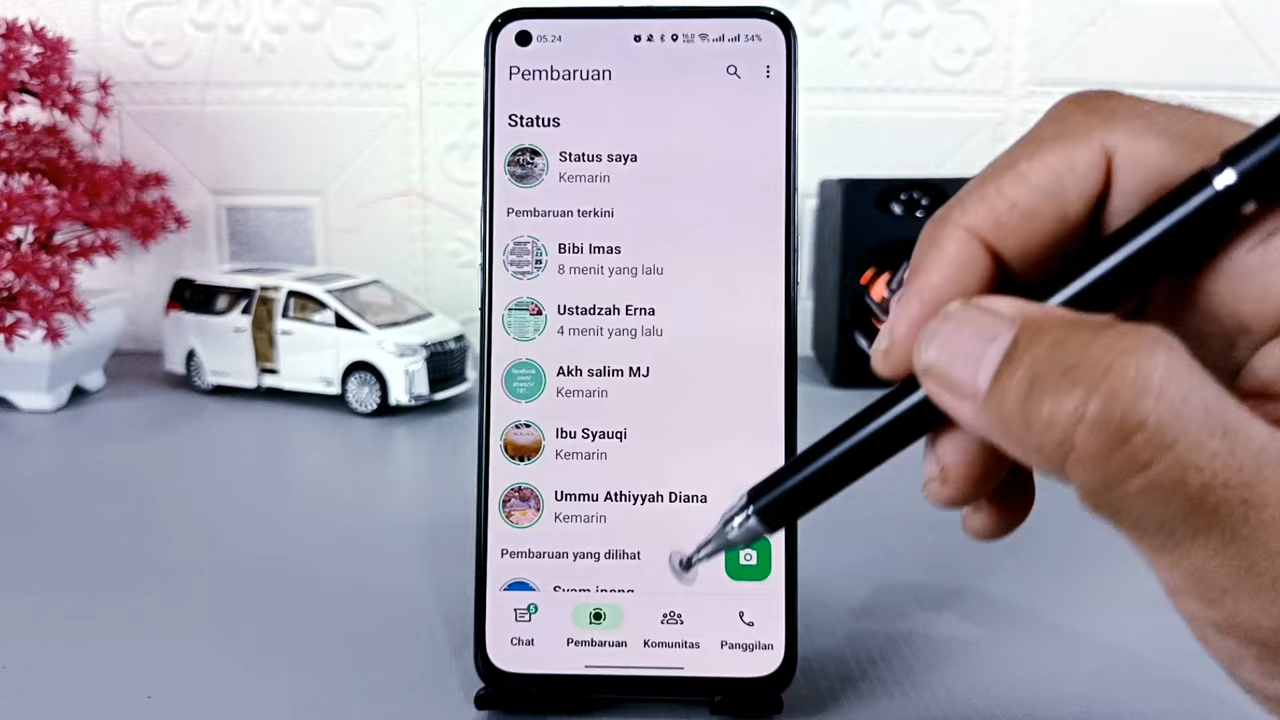 05.24
34%
Pembaruan
Status
Status saya
Kemarin
Pembaruan terkini
Bibi Imas
8 menit yang lalu
Ustadzah Erna
4 menit yang lalu
Akh salim MJ
Kemarin
Ibu Syauqi
Kemarin
Ummu Athiyyah Diana
Kemarin
Pembaruan yang dilihat
5
Chat
Pembaruan
Komunitas
Panggilan